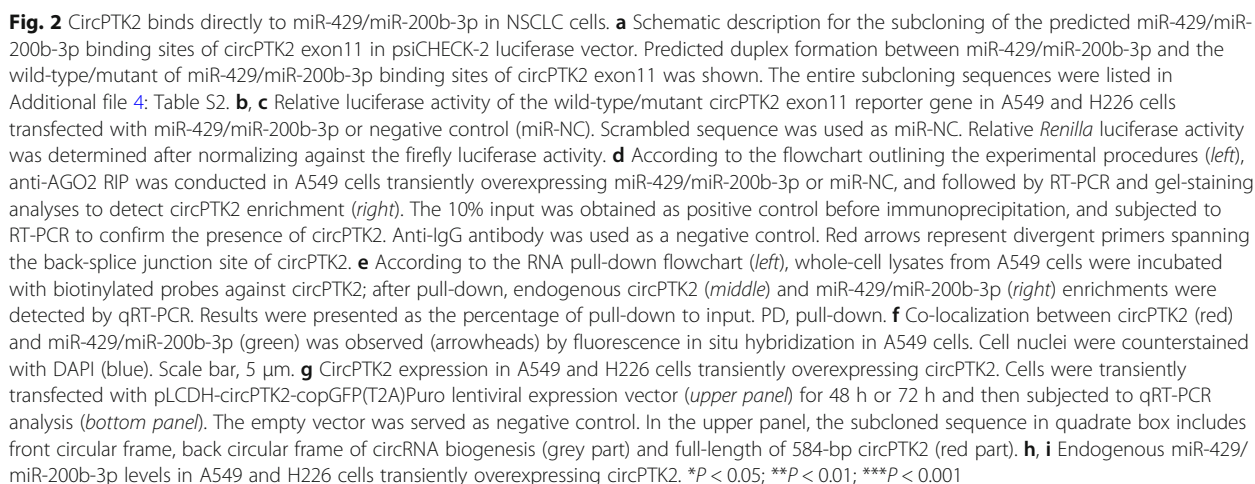 Fig. 2 CircPTK2 binds directly to miR-429/miR-200b-3p in NSCLC cells. a Schematic description for the subcloning of the predicted miR-429/miR-
200b-3p binding sites of circPTK2 exon11 in psiCHECK-2 luciferase vector. Predicted duplex formation between miR-429/miR-200b-3p and the
wild-type/mutant of miR-429/miR-200b-3p binding sites of circPTK2 exon11 was shown. The entire subcloning sequences were listed in
Additional file 4: Table S2. b, c Relative luciferase activity of the wild-type/mutant circPTK2 exon11 reporter gene in A549 and H226 cells
transfected with miR-429/miR-200b-3p or negative control (miR-NC). Scrambled sequence was used as miR-NC. Relative Renilla luciferase activity
was determined after normalizing against the firefly luciferase activity. d According to the flowchart outlining the experimental procedures (left),
anti-AGO2 RIP was conducted in A549 cells transiently overexpressing miR-429/miR-200b-3p or miR-NC, and followed by RT-PCR and gel-staining
analyses to detect circPTK2 enrichment (right). The 10% input was obtained as positive control before immunoprecipitation, and subjected to
RT-PCR to confirm the presence of circPTK2. Anti-IgG antibody was used as a negative control. Red arrows represent divergent primers spanning
the back-splice junction site of circPTK2. e According to the RNA pull-down flowchart (left), whole-cell lysates from A549 cells were incubated
with biotinylated probes against circPTK2; after pull-down, endogenous circPTK2 (middle) and miR-429/miR-200b-3p (right) enrichments were
detected by qRT-PCR. Results were presented as the percentage of pull-down to input. PD, pull-down. f Co-localization between circPTK2 (red)
and miR-429/miR-200b-3p (green) was observed (arrowheads) by fluorescence in situ hybridization in A549 cells. Cell nuclei were counterstained
with DAPI (blue). Scale bar, 5 μm. g CircPTK2 expression in A549 and H226 cells transiently overexpressing circPTK2. Cells were transiently
transfected with pLCDH-circPTK2-copGFP(T2A)Puro lentiviral expression vector (upper panel) for 48 h or 72 h and then subjected to qRT-PCR
analysis (bottom panel). The empty vector was served as negative control. In the upper panel, the subcloned sequence in quadrate box includes
front circular frame, back circular frame of circRNA biogenesis (grey part) and full-length of 584-bp circPTK2 (red part). h, i Endogenous miR-429/
miR-200b-3p levels in A549 and H226 cells transiently overexpressing circPTK2. *P < 0.05; **P < 0.01; ***P < 0.001